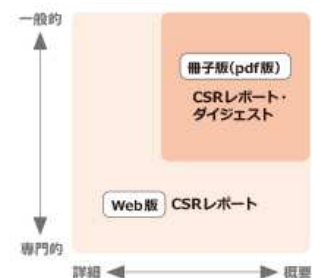 一般的
冊子版(pdf版)
CSRレポート・
ダイジェスト
Web版 CSRレポート
専門的
詳細 概要